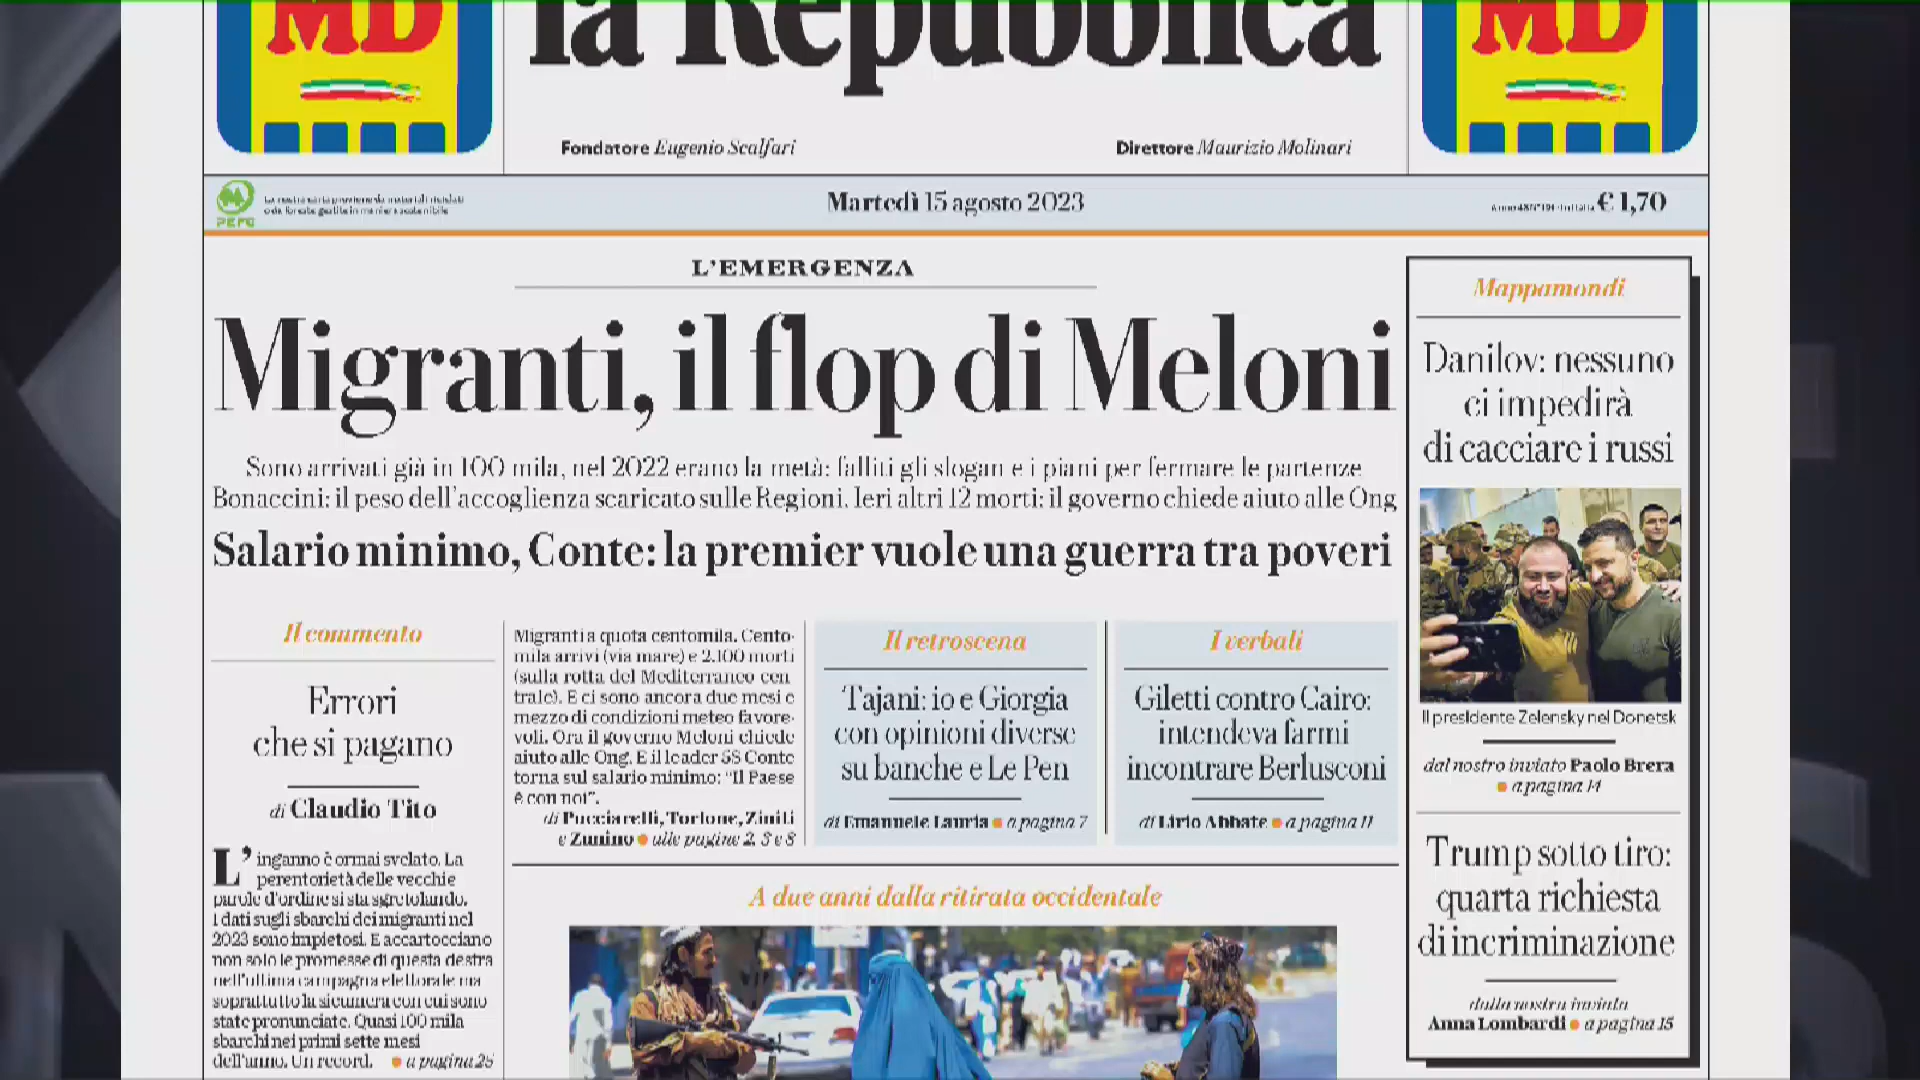 MD
la Repubblica
MD
Fondatore Eugenio Scalfari
Direttore Maurizio Molinari
PEFC
Martedì 15 agosto 2023
€ 1,70
L'EMERGENZA
Migranti, il flop di Meloni
Sono arrivati già in 100 mila, nel 2022 erano la metà: falliti gli slogan e i piani per fermare le partenze
Bonaccini: il peso dell'accoglienza scaricato sulle Regioni. Ieri altri 12 morti: il governo chiede aiuto alle Ong
Salario minimo, Conte: la premier vuole una guerra tra poveri
Il commento
Errori
che si pagano
di Claudio Tito
L'inganno è ormai svelato. La
perentorietà delle vecchie
parole d'ordine si sta sgretolando.
I dati sugli sbarchi dei migranti nel
2023 sono impietosi. E accartocciano
non solo le promesse di questa destra
nell'ultima campagna elettorale ma
soprattutto la sicumera con cui sono
state pronunciate. Quasi 100 mila
sbarchi nei primi sette mesi
dell'anno. Un record. ● a pagina 25
Migranti a quota centomila. Cento-
mila arrivi (via mare) e 2.100 morti
(sulla rotta del Mediterraneo cen-
trale). E ci sono ancora due mesi e
mezzo di condizioni meteo favore-
voli. Ora il governo Meloni chiede
aiuto alle Ong. E il leader 5S Conte
torna sul salario minimo: "Il Paese
è con noi".
di Pucciarelli, Torlone, Ziniti
e Zunino ● alle pagine 2, 3 e 8
Il retroscena
Tajani: io e Giorgia
con opinioni diverse
su banche e Le Pen
di Emanuele Lauria ● a pagina 7
I verbali
Giletti contro Cairo:
intendeva farmi
incontrare Berlusconi
di Lirio Abbate ● a pagina 11
A due anni dalla ritirata occidentale
Mappamondi
Danilov: nessuno
ci impedirà
di cacciare i russi
Il presidente Zelensky nel Donetsk
dal nostro inviato Paolo Brera
● a pagina 14
Trump sotto tiro:
quarta richiesta
di incriminazione
dalla nostra inviata
Anna Lombardi ● a pagina 15